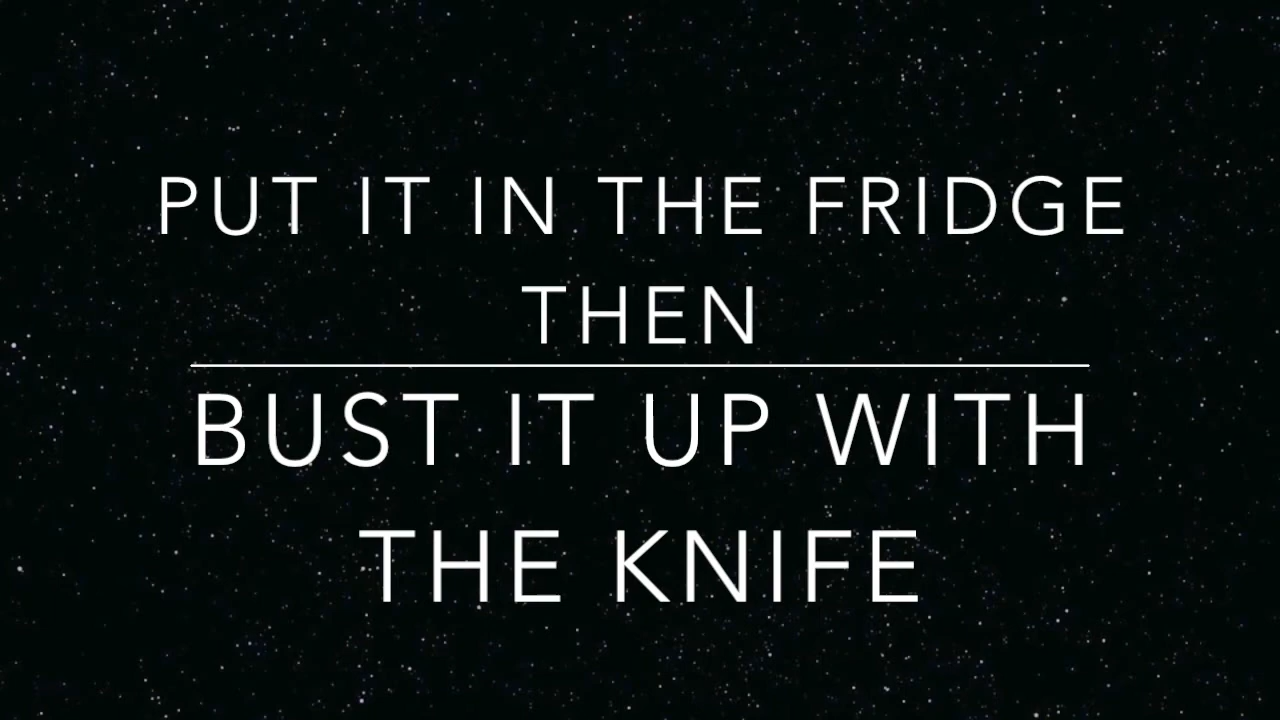 PUT IT IN THE FRIDGE
THEN
BUST IT UP WITH
THE KNIFE